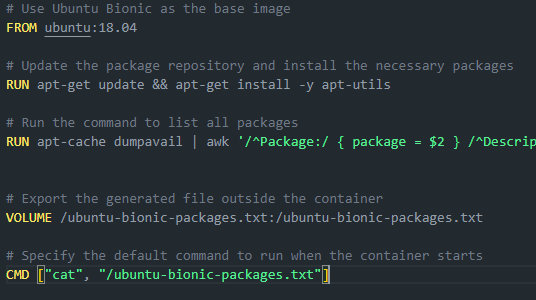 # Use Ubuntu Bionic as the base image
FROM ubuntu:18.04
# Update the package repository and install the necessary packages
RUN apt-get update && apt-get install -y apt-utils
# Run the command to list all packages
RUN apt-cache dumpavail | awk '/^Package:/ { package = $2 } /^Descrip
# Export the generated file outside the container
VOLUME /ubuntu-bionic-packages.txt:/ubuntu-bionic-packages.txt
# Specify the default command to run when the container starts
CMD ["cat", "/ubuntu-bionic-packages.txt"]